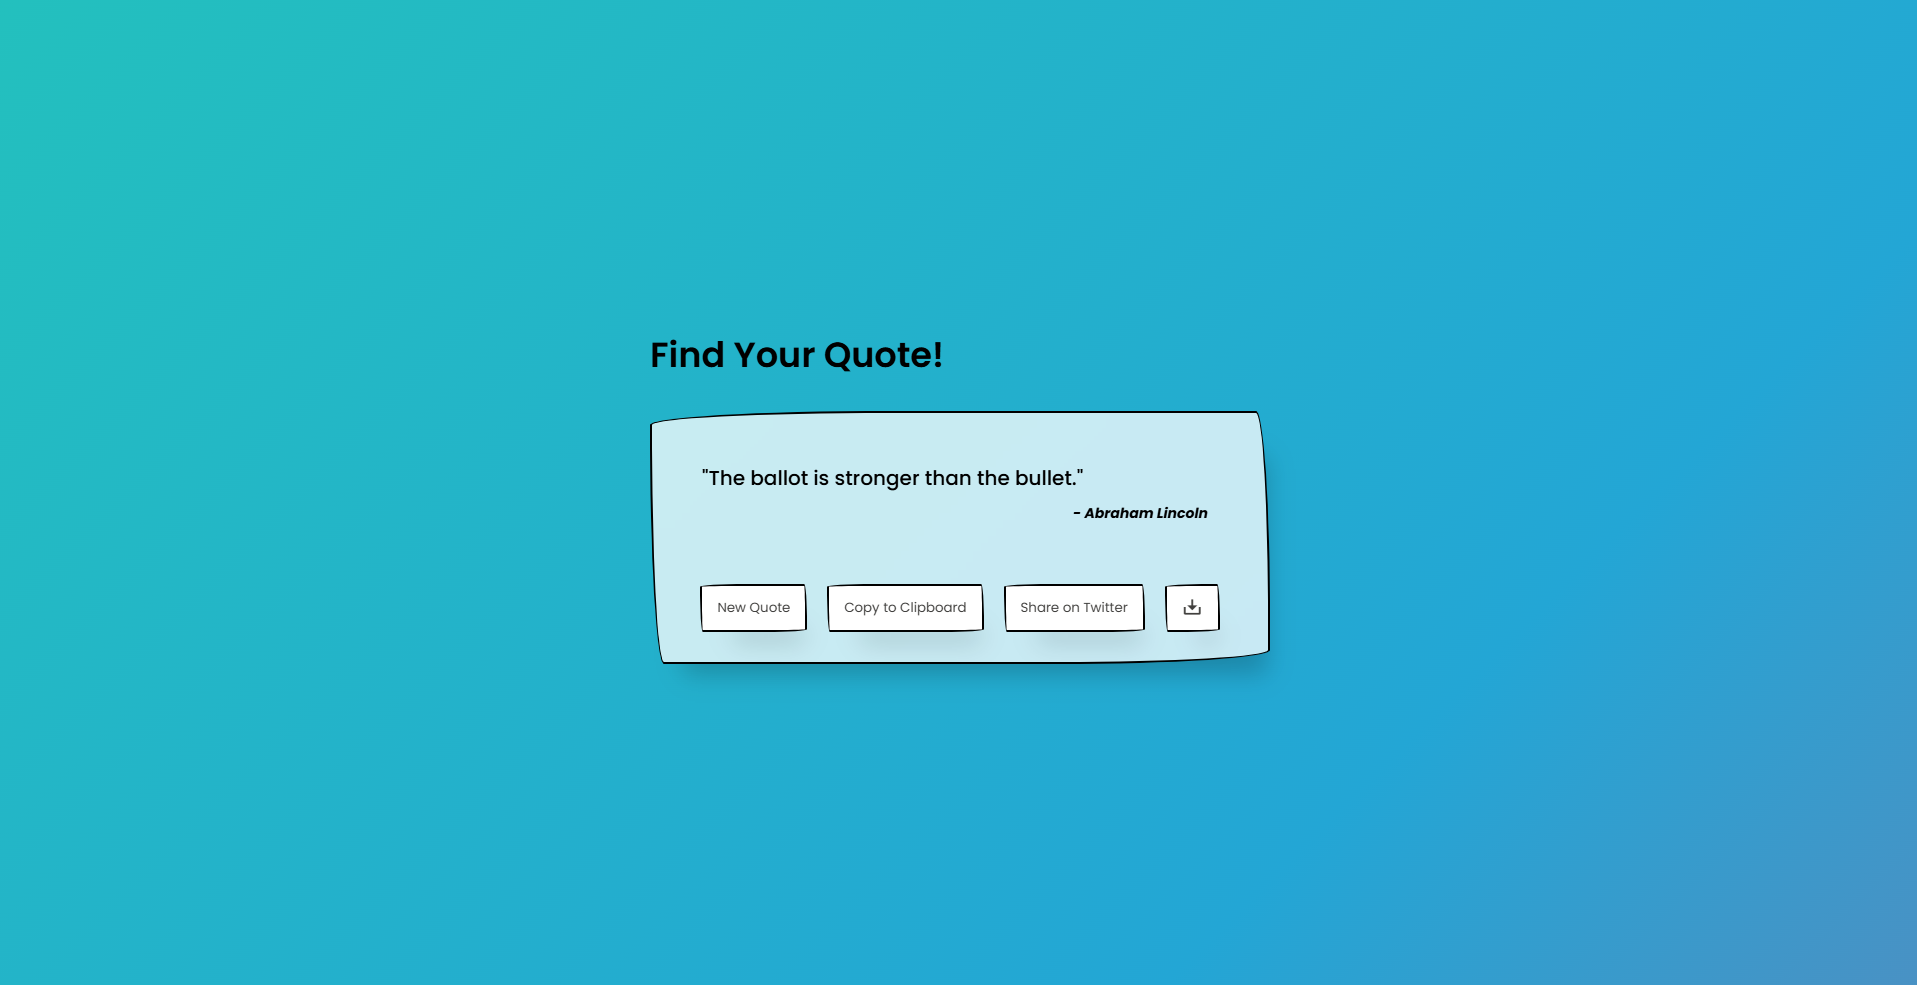 Find Your Quote!
"The ballot is stronger than the bullet."
- Abraham Lincoln
New Quote
Copy to Clipboard
Share on Twitter